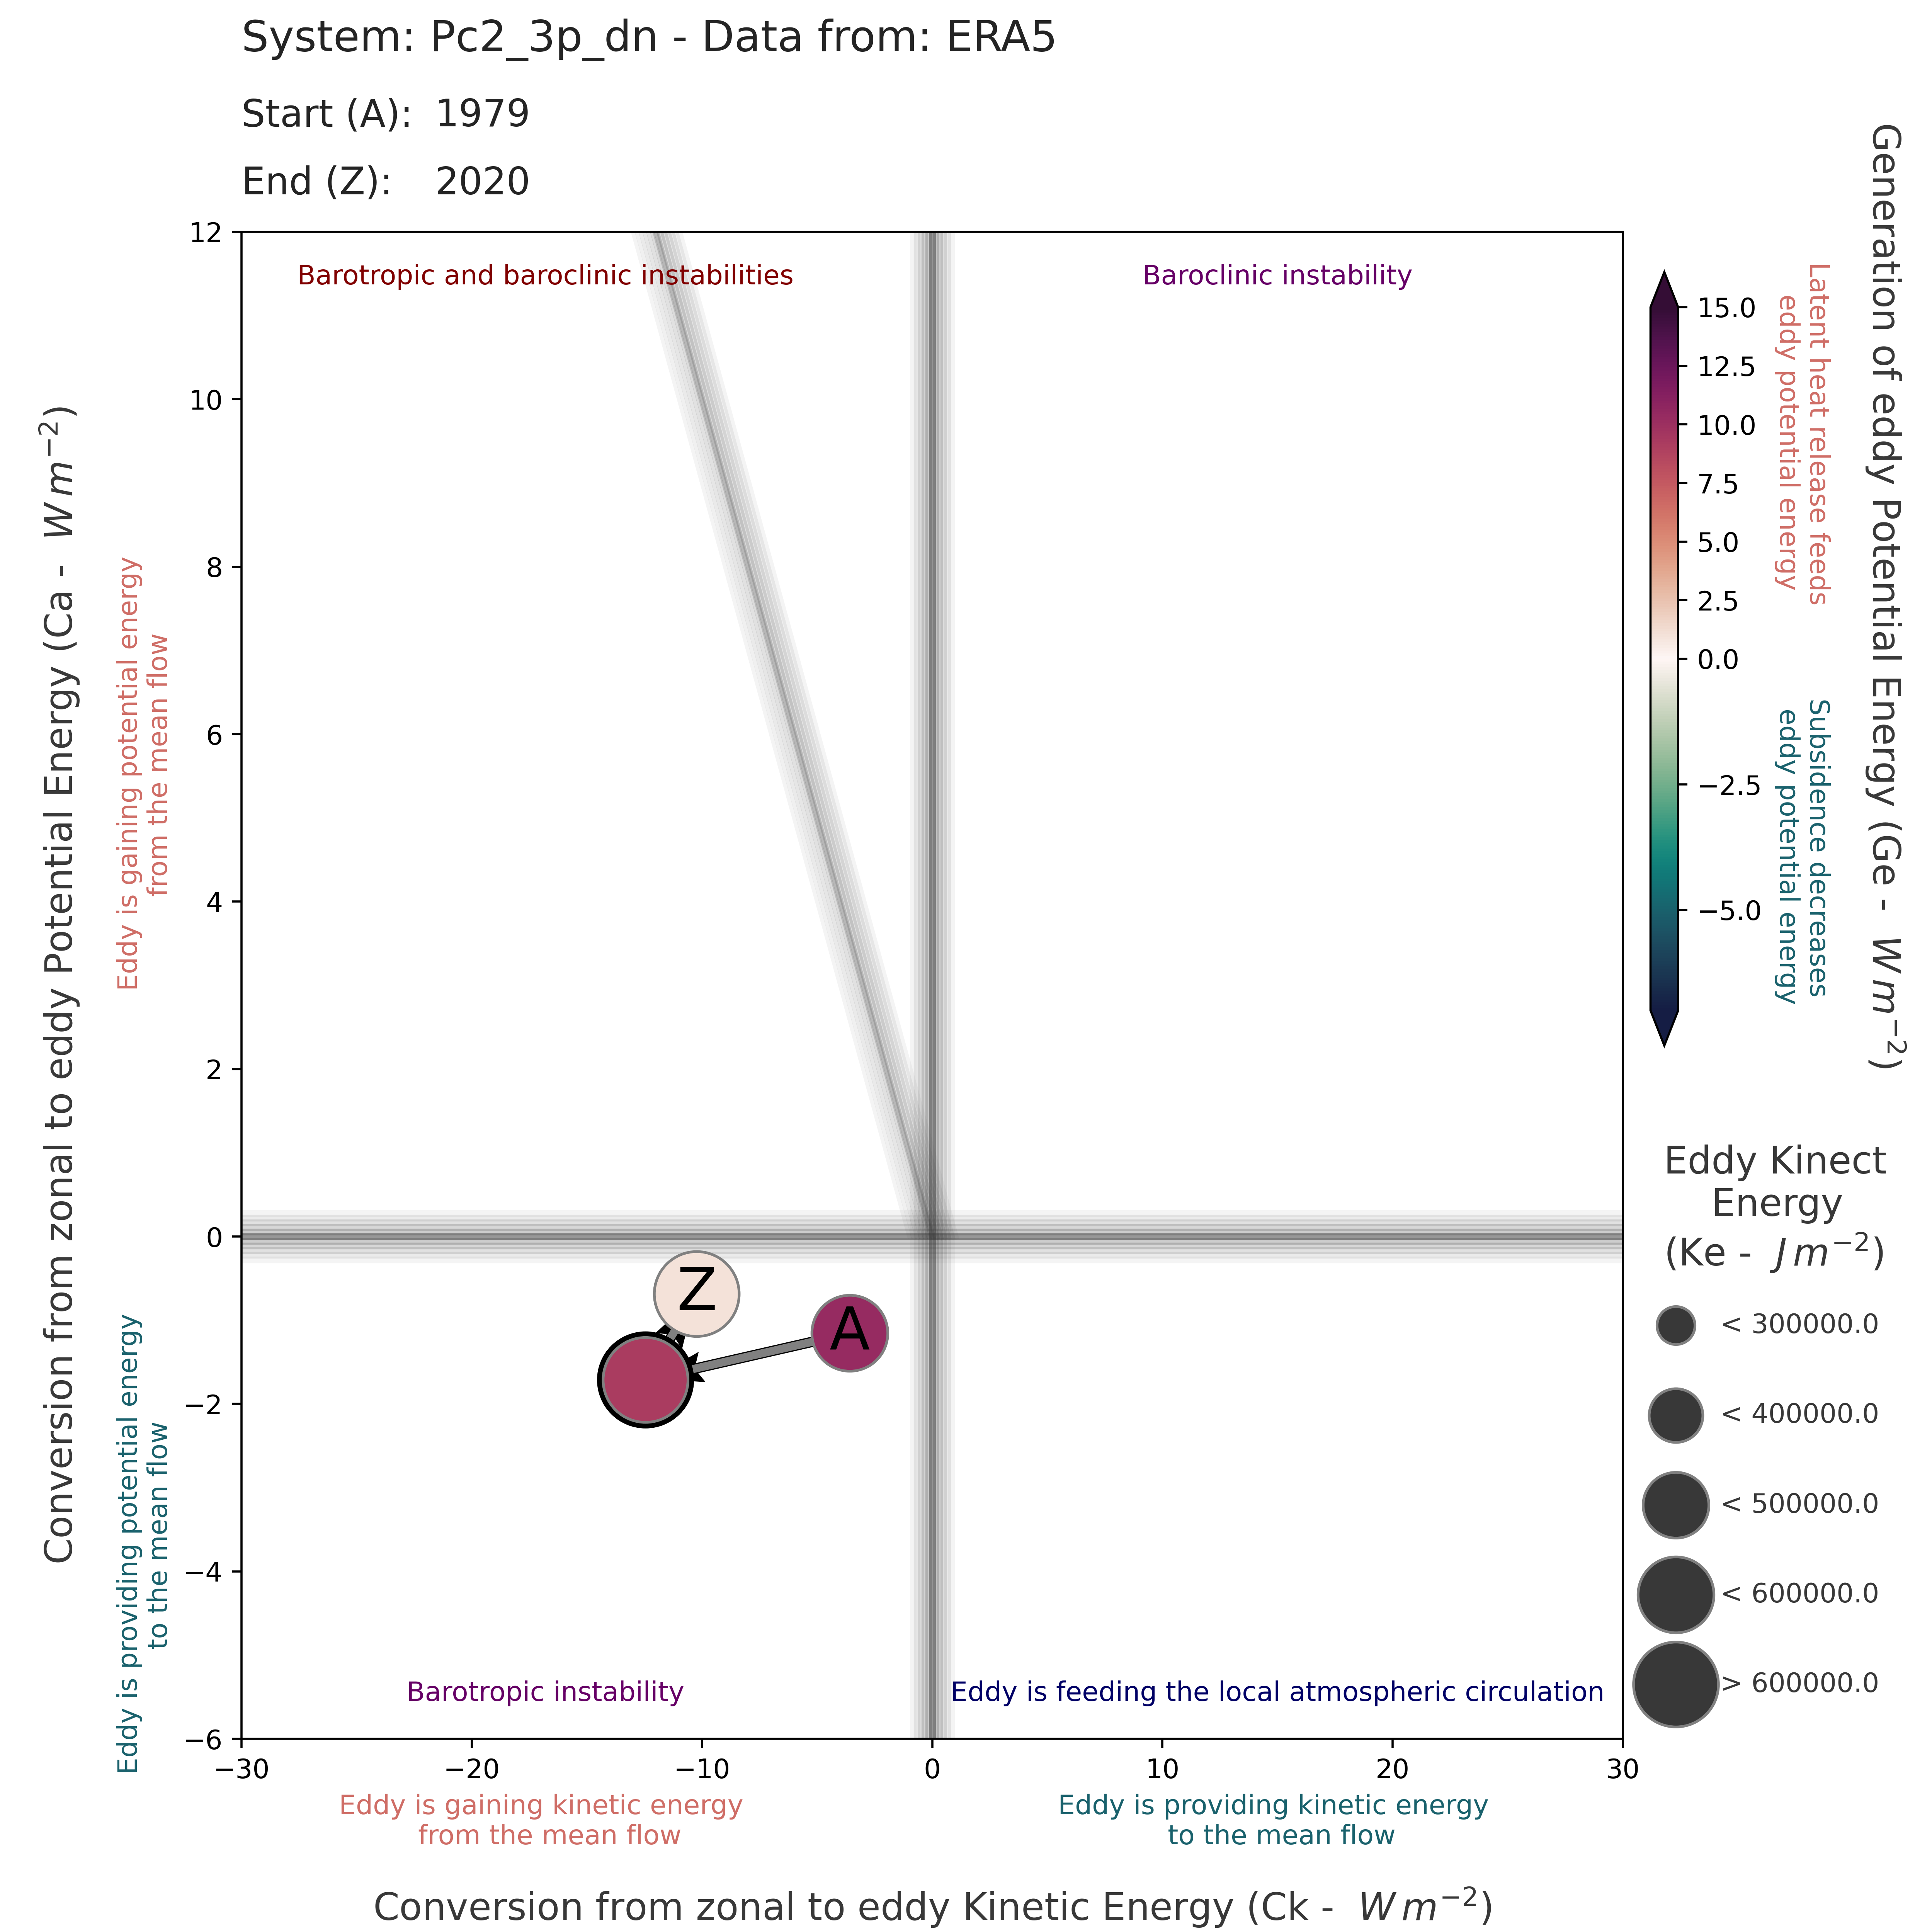 System: Pc2_3p_dn - Data from: ERA5
Start (A): 1979
End (Z): 2020
12
10
8
6
4
2
0
−2
−4
−6
−30
−20
−10
0
10
20
30
Barotropic and baroclinic instabilities
Baroclinic instability
Z
A
Barotropic instability
Eddy is feeding the local atmospheric circulation
Conversion from zonal to eddy Potential Energy (Ca - W m⁻²)
Eddy is gaining potential energy
from the mean flow
Eddy is providing potential energy
to the mean flow
Eddy is gaining kinetic energy
from the mean flow
Eddy is providing kinetic energy
to the mean flow
Conversion from zonal to eddy Kinetic Energy (Ck - W m⁻²)
15.0
12.5
10.0
7.5
5.0
2.5
0.0
−2.5
−5.0
Latent heat release feeds
eddy potential energy
Subsidence decreases
eddy potential energy
Generation of eddy Potential Energy (Ge - W m⁻²)
Eddy Kinect
Energy
(Ke - J m⁻²)
< 300000.0
< 400000.0
< 500000.0
< 600000.0
> 600000.0